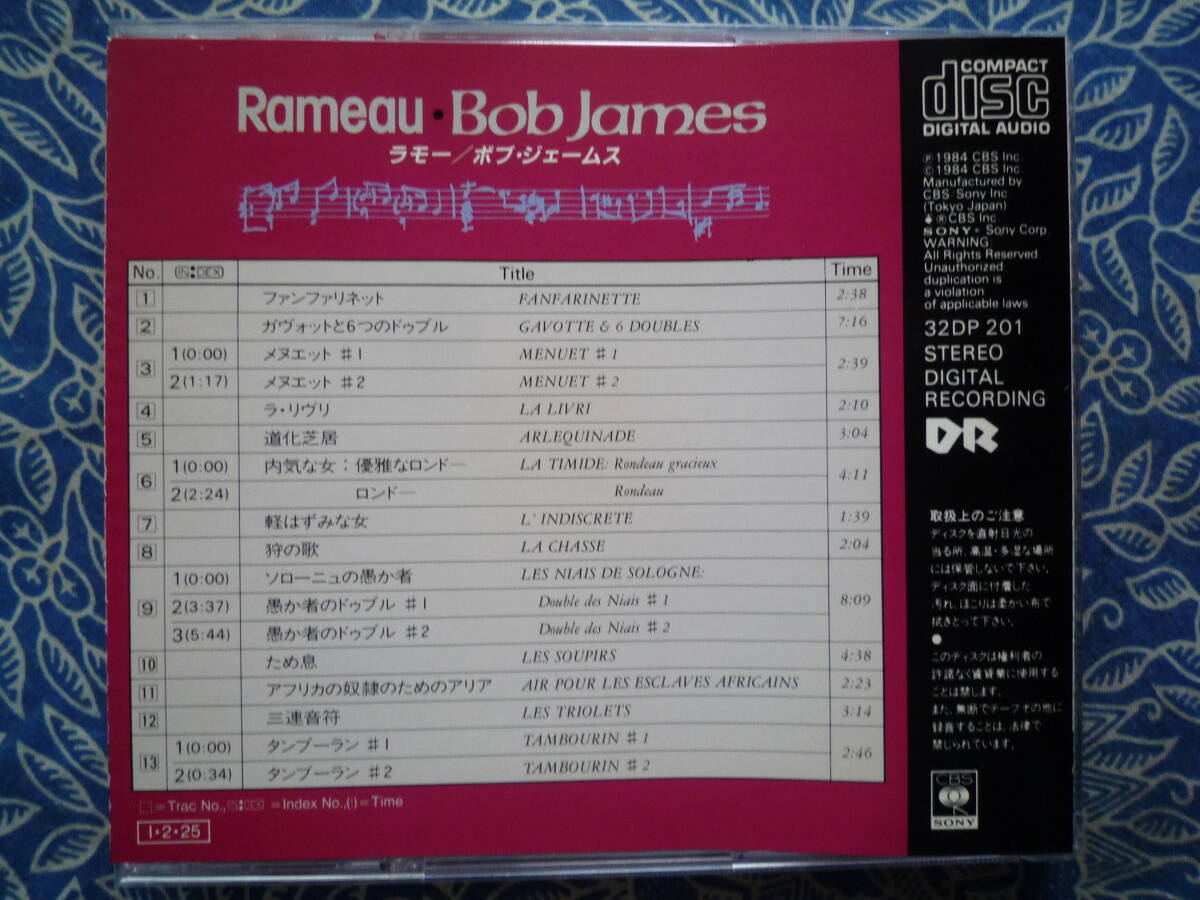 Rameau・Bob James
ラモー／ボブ・ジェームス
No. INDEX Title Time
1 ファンファリネット FANFARINETTE 2:38
2 ガヴォットと6つのドゥブル GAVOTTE & 6 DOUBLES 7:16
3 1(0:00) メヌエット ♯1 MENUET ♯1 2:39
2(1:17) メヌエット ♯2 MENUET ♯2
4 ラ・リヴリ LA LIVRI 2:10
5 道化芝居 ARLEQUINADE 3:04
6 1(0:00) 内気な女：優雅なロンドー LA TIMIDE: Rondeau gracieux 4:11
2(2:24) ロンドー Rondeau
7 軽はずみな女 L'INDISCRETE 1:39
8 狩の歌 LA CHASSE 2:04
9 1(0:00) ソローニュの愚か者 LES NIAIS DE SOLOGNE: 8:09
2(3:37) 愚か者のドゥブル ♯1 Double des Niais ♯1
3(5:44) 愚か者のドゥブル ♯2 Double des Niais ♯2
10 ため息 LES SOUPIRS 4:38
11 アフリカの奴隷のためのアリア AIR POUR LES ESCLAVES AFRICAINS 2:23
12 三連音符 LES TRIOLETS 3:14
13 1(0:00) タンブーラン ♯1 TAMBOURIN ♯1 2:46
2(0:34) タンブーラン ♯2 TAMBOURIN ♯2
□=Trac No., INDEX =Index No.,(:)=Time
I・2・25
COMPACT
disc
DIGITAL AUDIO
℗1984 CBS Inc.
©1984 CBS Inc.
Manufactured by
CBS/Sony Inc.
(Tokyo Japan)
®CBS Inc.
SONY® Sony Corp.
WARNING:
All Rights Reserved.
Unauthorized
duplication is
a violation
of applicable laws
32DP 201
STEREO
DIGITAL
RECORDING
DR
取扱上のご注意
ディスクを直射日光の
当る所、高温・多湿な場所
には保管しないで下さい。
ディスク面に付着した
汚れ、ほこりは柔かい布で
拭きとって下さい。
●
このディスクは権利者の
許諾なく賃貸業に使用する
ことは禁じます。
また、無断でテープその他に
録音することは、法律で
禁じられています。
CBS
SONY